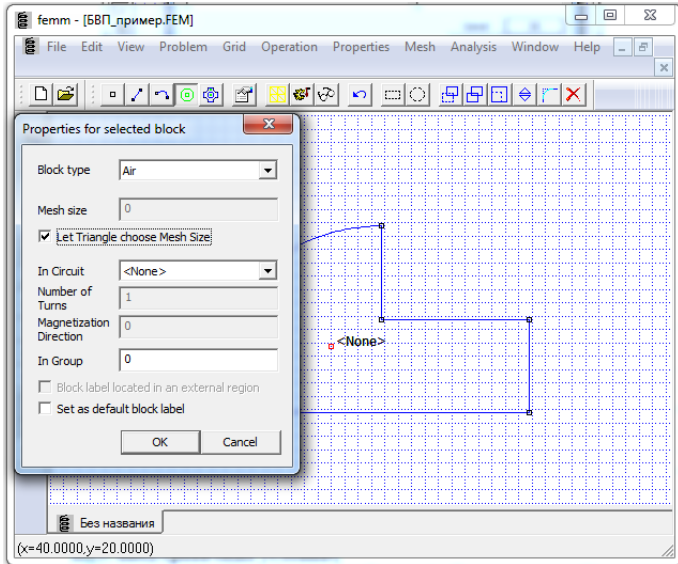 femm - [БВП_пример.FEM]
File Edit View Problem Grid Operation Properties Mesh Analysis Window Help
Properties for selected block
Block type Air
Mesh size 0
Let Triangle choose Mesh Size
In Circuit <None>
Number of
Turns 1
Magnetization
Direction 0
In Group 0
Block label located in an external region
Set as default block label
OK Cancel
<None>
Без названия
(x=40.0000,y=20.0000)